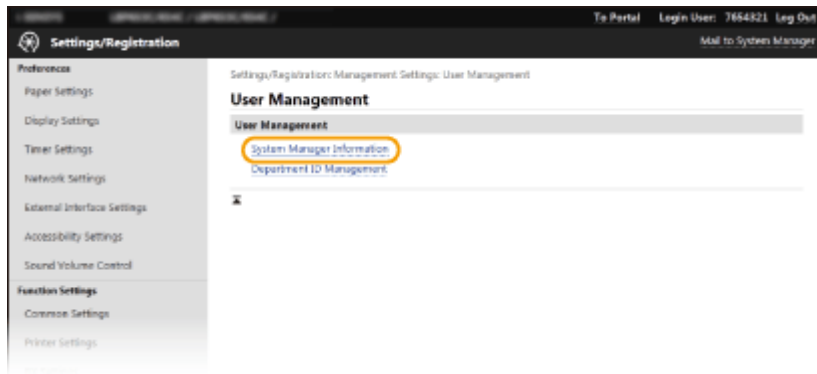 To Portal Login User: 7654321 Log Out
Settings/Registration
Mail to System Manager
Preferences
Paper Settings
Display Settings
Timer Settings
Network Settings
External Interface Settings
Accessibility Settings
Sound Volume Control
Function Settings
Common Settings
Printer Settings
Settings/Registration: Management Settings: User Management
User Management
User Management
System Manager Information
Department ID Management